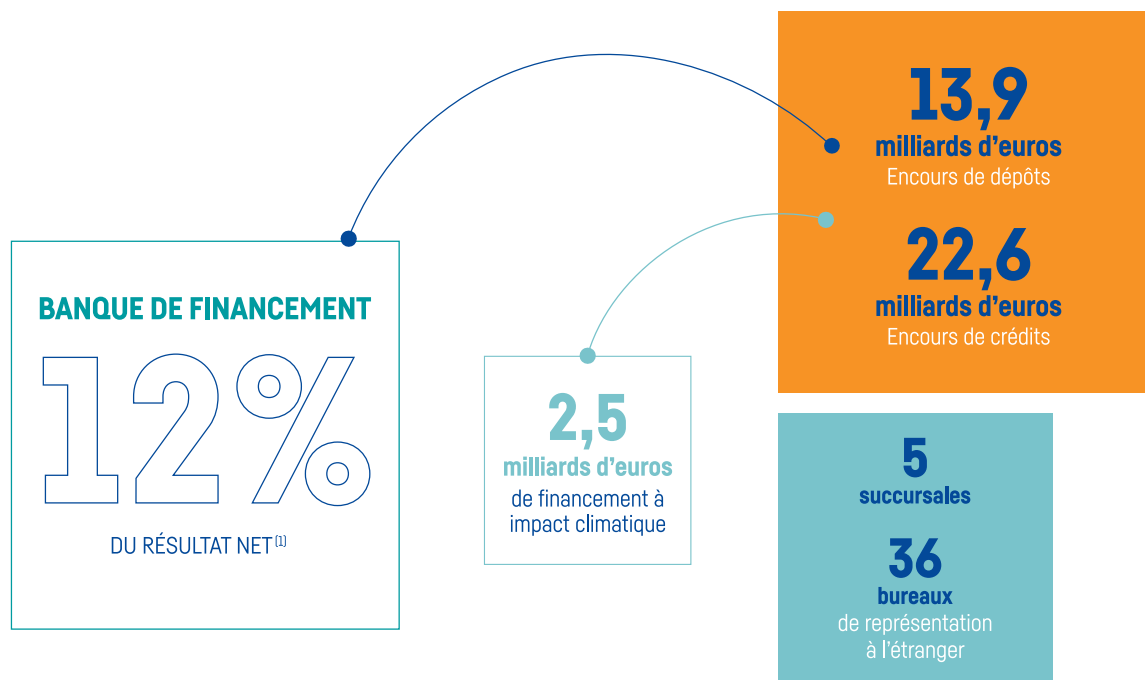 BANQUE DE FINANCEMENT
12%
DU RÉSULTAT NET (1)
2,5
milliards d'euros
de financement à
impact climatique
13,9
milliards d'euros
Encours de dépôts
22,6
milliards d'euros
Encours de crédits
5
succursales
36
bureaux
de représentation
à l'étranger